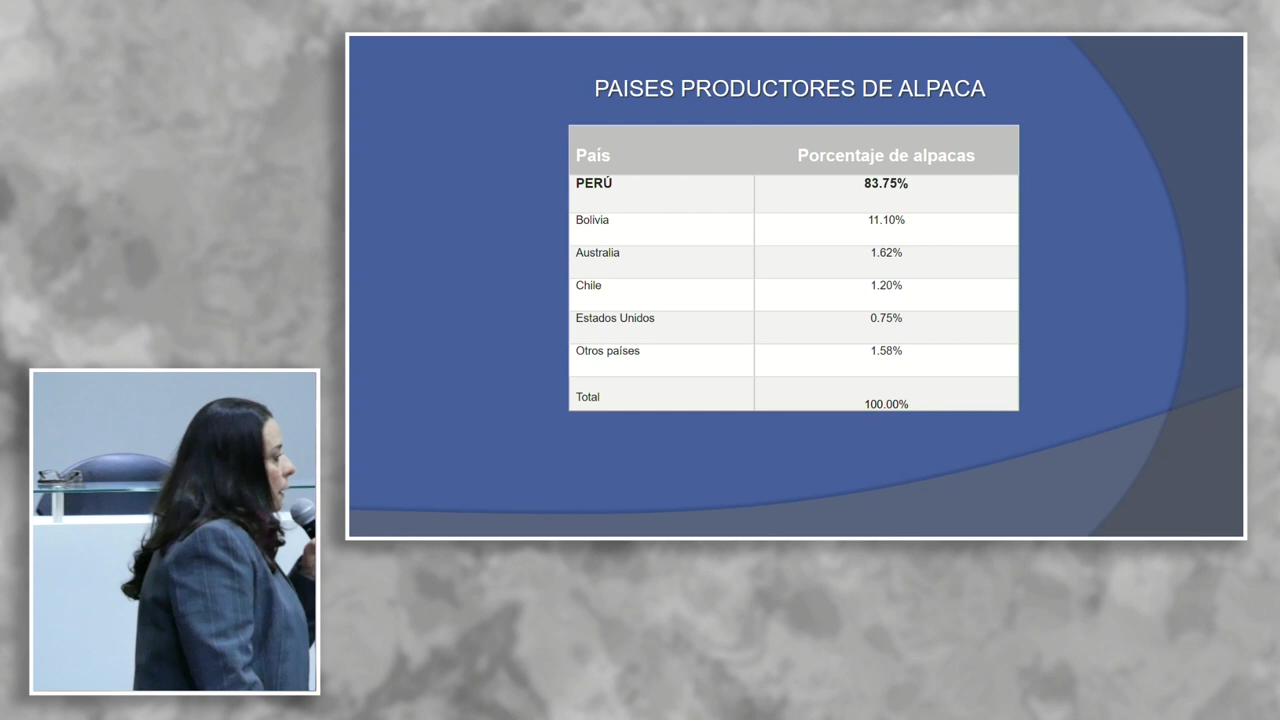 PAISES PRODUCTORES DE ALPACA
País Porcentaje de alpacas
PERÚ 83.75%
Bolivia 11.10%
Australia 1.62%
Chile 1.20%
Estados Unidos 0.75%
Otros países 1.58%
Total 100.00%